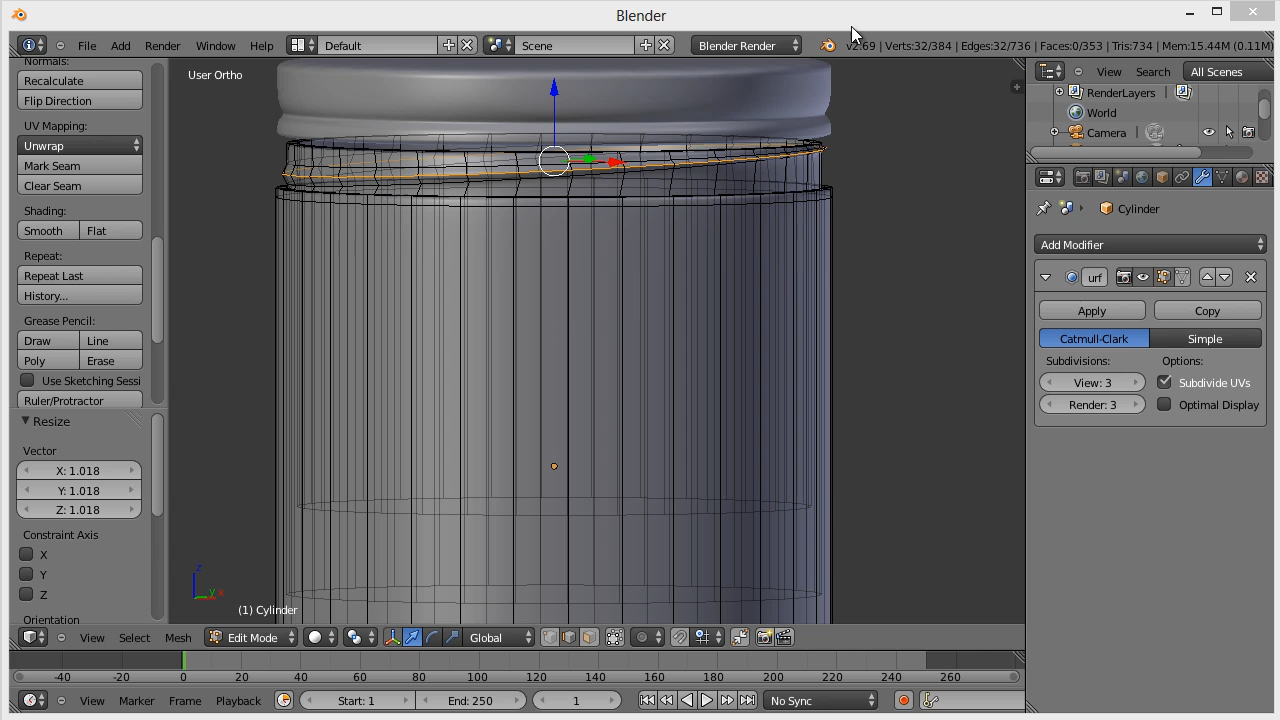 Blender
File Add Render Window Help Default Scene Blender Render v2.69 | Verts:32/384 | Edges:32/736 | Faces:0/353 | Tris:734 | Mem:15.44M (0.11M)
Normals:
Recalculate
Flip Direction
UV Mapping:
Unwrap
Mark Seam
Clear Seam
Shading:
Smooth Flat
Repeat:
Repeat Last
History...
Grease Pencil:
Draw Line
Poly Erase
Use Sketching Sessi
Ruler/Protractor
Resize
Vector
X: 1.018
Y: 1.018
Z: 1.018
Constraint Axis
X
Y
Z
Orientation
User Ortho
z
y x
(1) Cylinder
View Search All Scenes
RenderLayers
World
Camera
Cylinder
Add Modifier
urf
Apply Copy
Catmull-Clark Simple
Subdivisions: Options:
View: 3 Subdivide UVs
Render: 3 Optimal Display
View Select Mesh Edit Mode Global
-40 -20 0 20 40 60 80 100 120 140 160 180 200 220 240 260
View Marker Frame Playback Start: 1 End: 250 1 No Sync